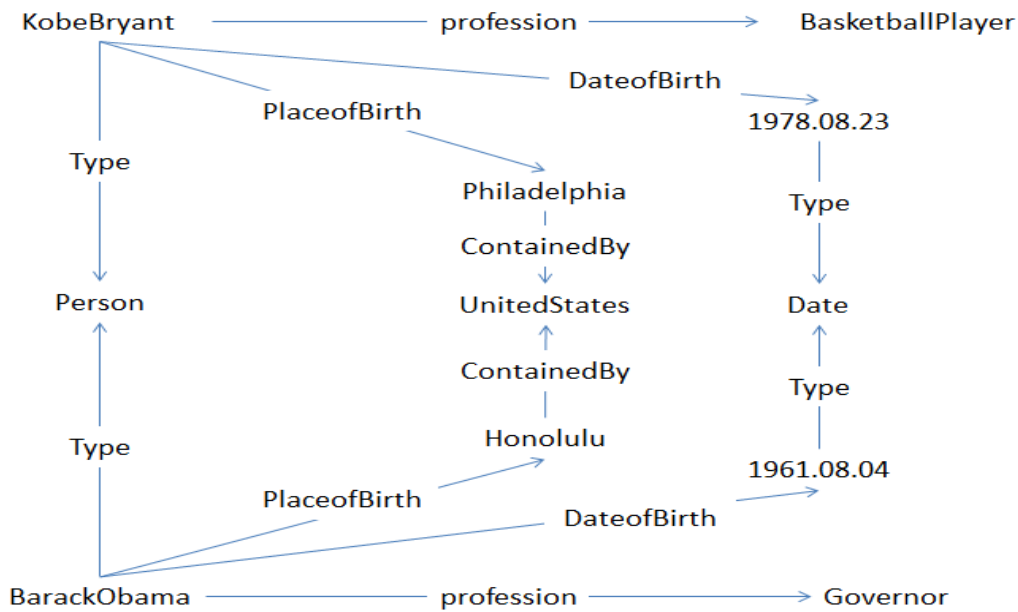 KobeBryant profession BasketballPlayer
DateofBirth
PlaceofBirth
1978.08.23
Type
Philadelphia
Type
ContainedBy
Person UnitedStates Date
ContainedBy
Type
Honolulu
Type
1961.08.04
PlaceofBirth
DateofBirth
BarackObama profession Governor